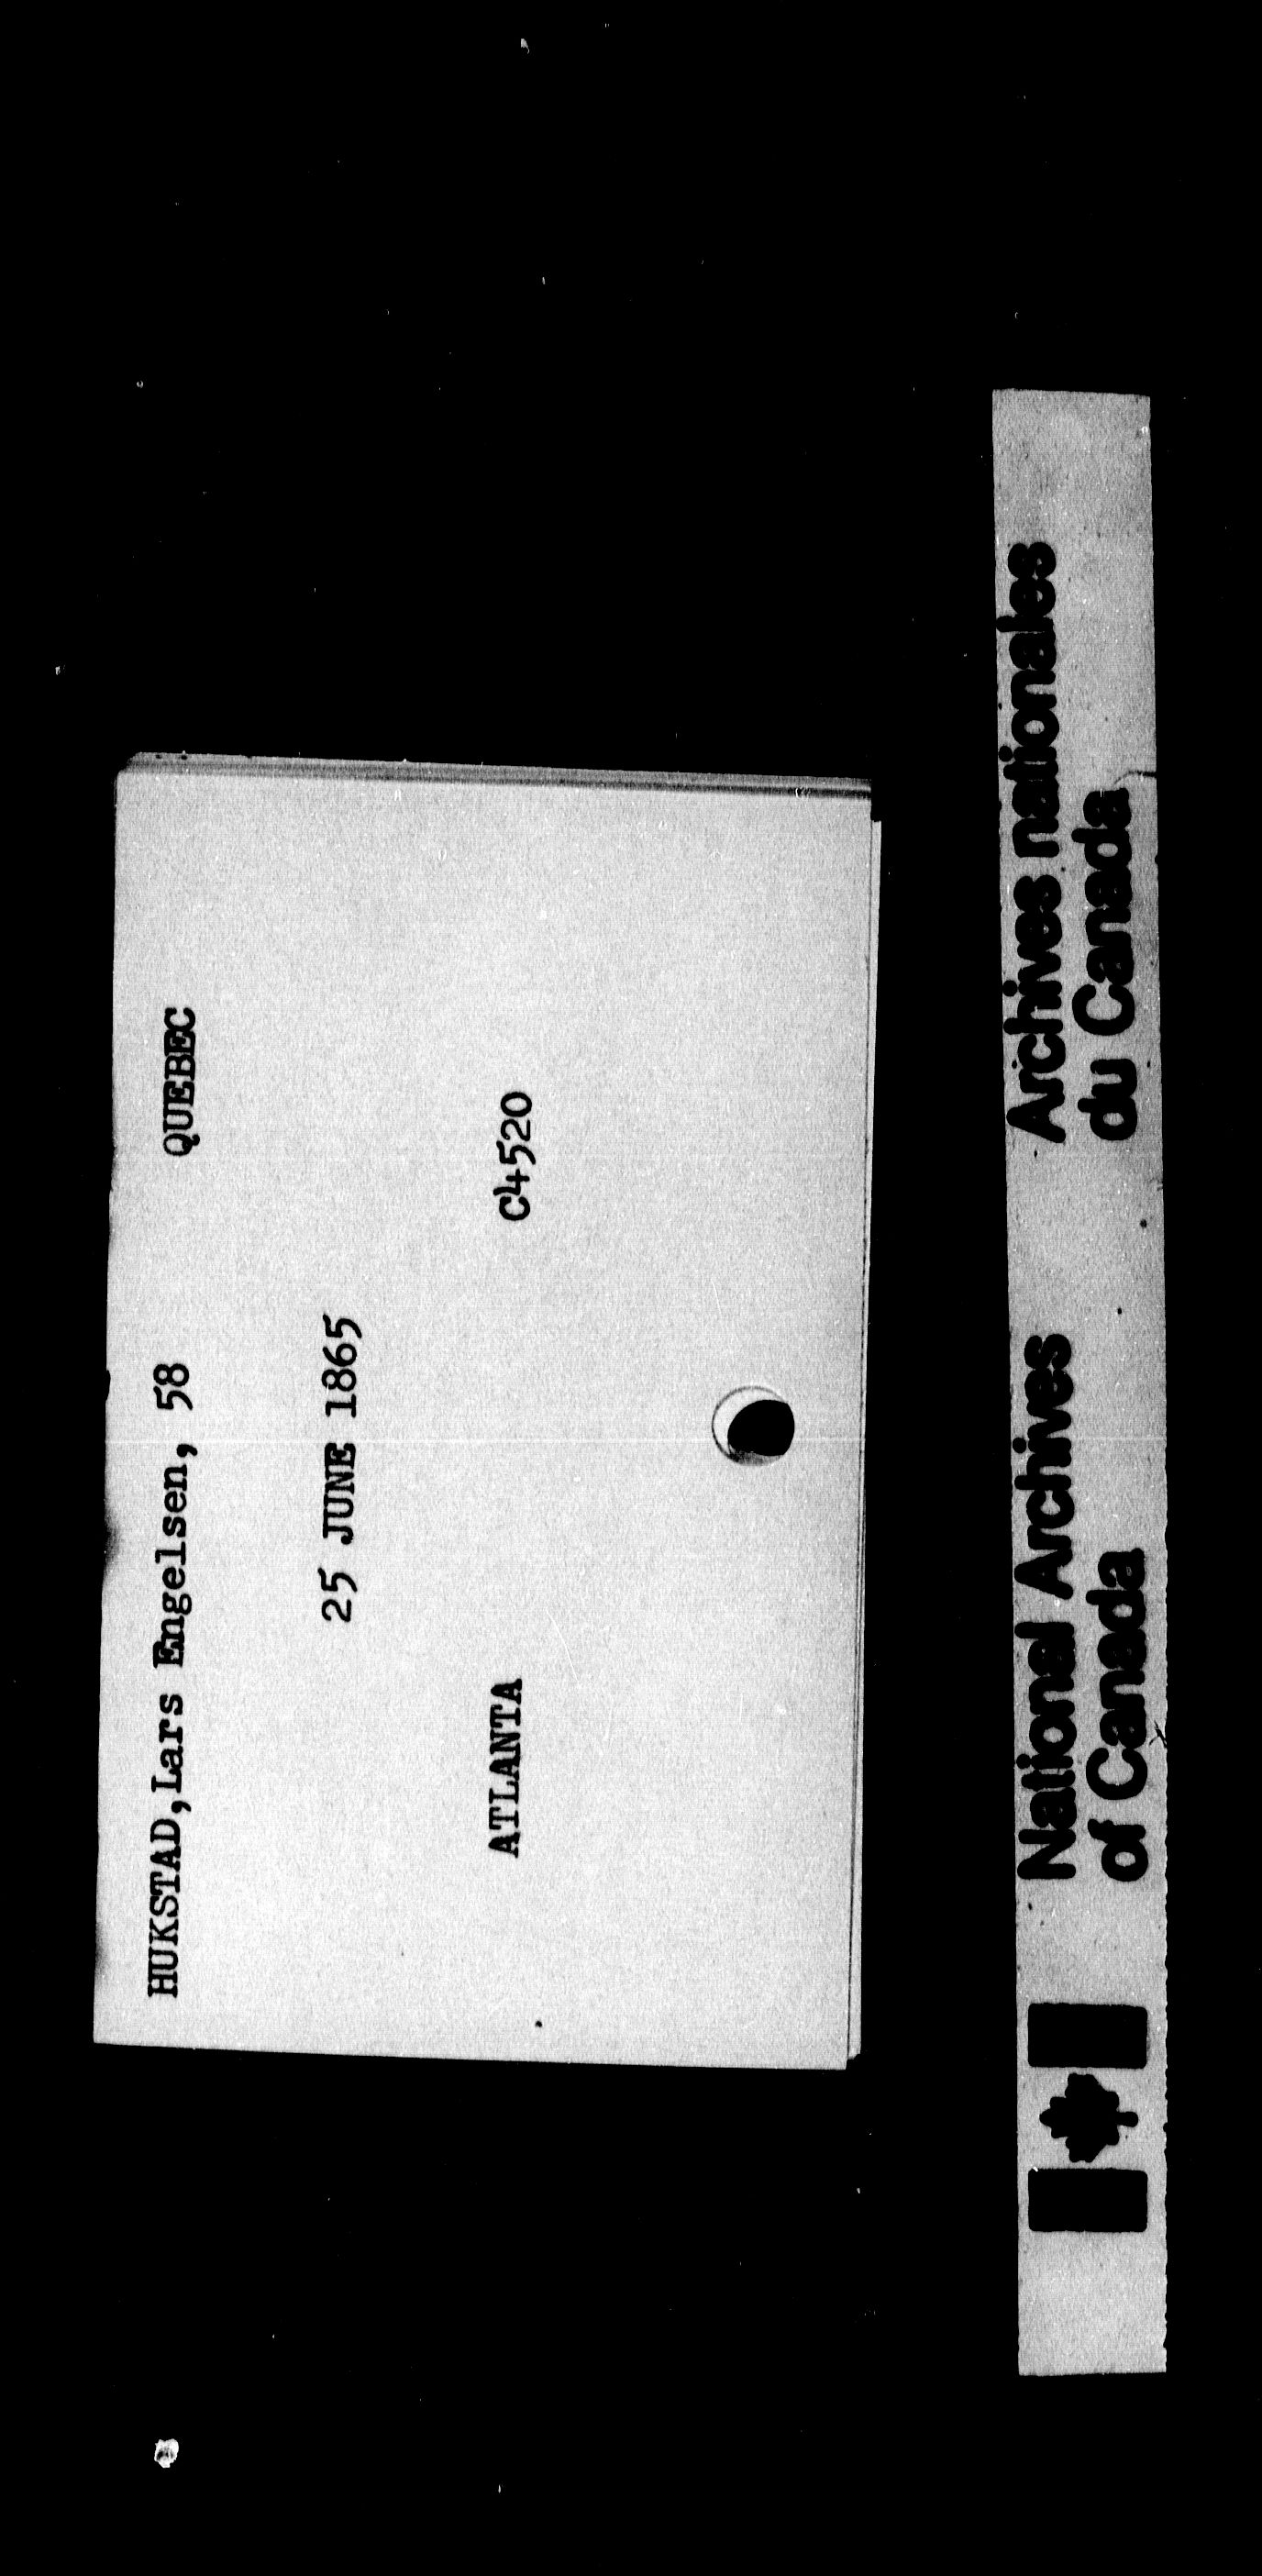 HUKSTAD,Lars Engelsen, 58 QUEBEC
25 JUNE 1865
ATLANTA C4520
National Archives of Canada
Archives nationales du Canada